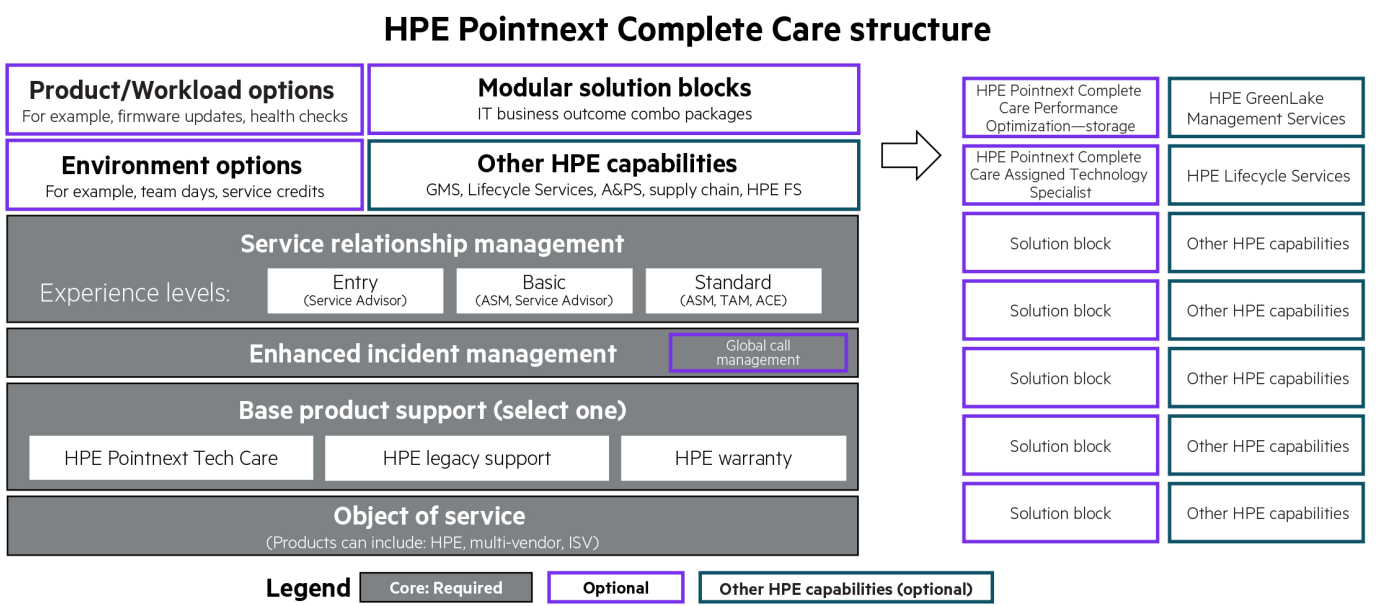 HPE Pointnext Complete Care structure
Product/Workload options
For example, firmware updates, health checks
Modular solution blocks
IT business outcome combo packages
Environment options
For example, team days, service credits
Other HPE capabilities
GMS, Lifecycle Services, A&PS, supply chain, HPE FS
Service relationship management
Experience levels:
Entry
(Service Advisor)
Basic
(ASM, Service Advisor)
Standard
(ASM, TAM, ACE)
Enhanced incident management
Global call
management
Base product support (select one)
HPE Pointnext Tech Care
HPE legacy support
HPE warranty
Object of service
(Products can include: HPE, multi-vendor, ISV)
HPE Pointnext Complete
Care Performance
Optimization—storage
HPE GreenLake
Management Services
HPE Pointnext Complete
Care Assigned Technology
Specialist
HPE Lifecycle Services
Solution block
Other HPE capabilities
Solution block
Other HPE capabilities
Solution block
Other HPE capabilities
Solution block
Other HPE capabilities
Solution block
Other HPE capabilities
Legend
Core: Required
Optional
Other HPE capabilities (optional)